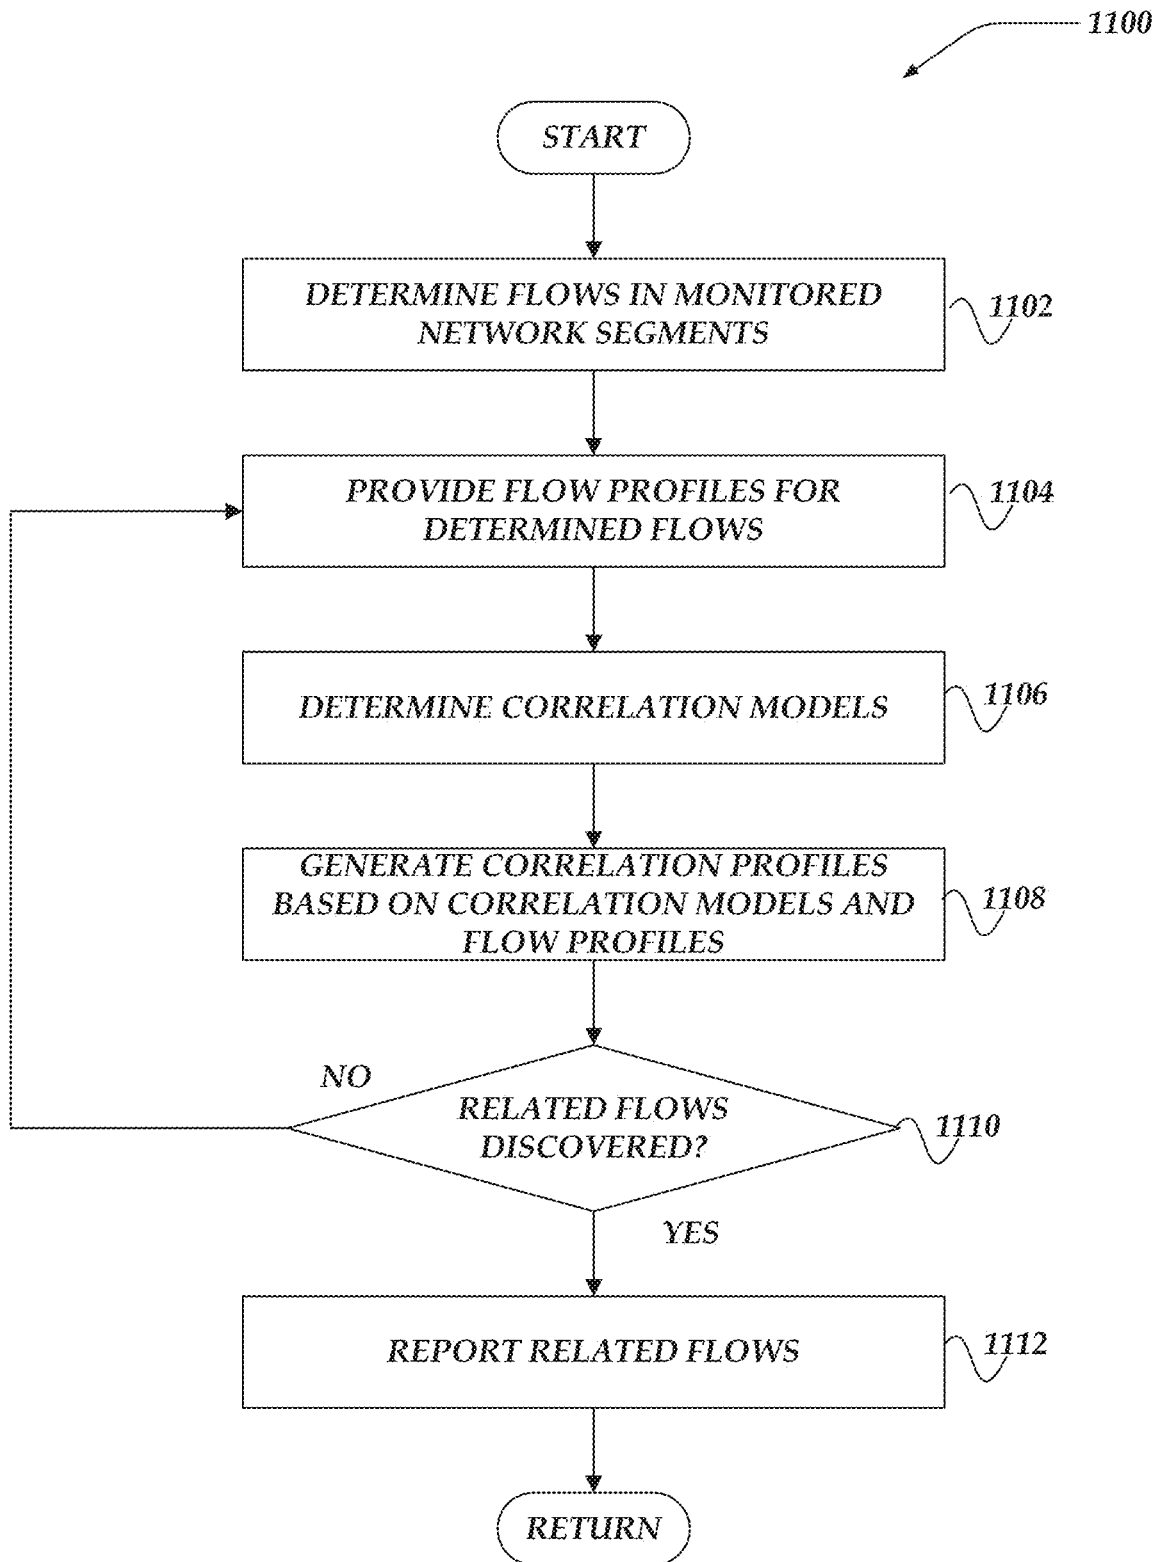 1100
START
DETERMINE FLOWS IN MONITORED
NETWORK SEGMENTS
1102
PROVIDE FLOW PROFILES FOR
DETERMINED FLOWS
1104
DETERMINE CORRELATION MODELS
1106
GENERATE CORRELATION PROFILES
BASED ON CORRELATION MODELS AND
FLOW PROFILES
1108
NO
RELATED FLOWS
DISCOVERED?
1110
YES
REPORT RELATED FLOWS
1112
RETURN